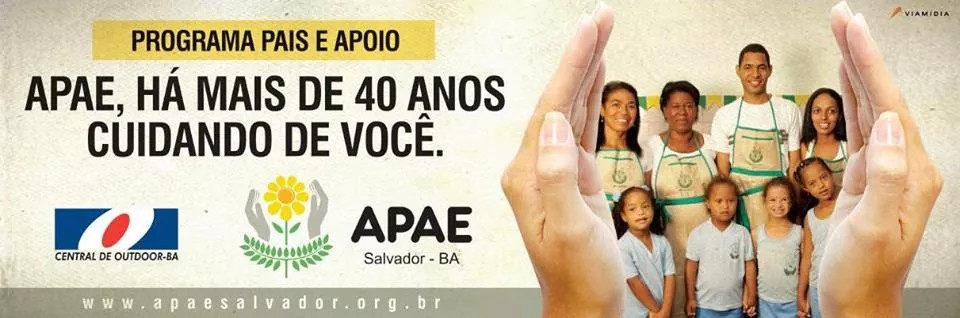 VIAMÍDIA
PROGRAMA PAIS E APOIO
APAE, HÁ MAIS DE 40 ANOS
CUIDANDO DE VOCÊ.
CENTRAL DE OUTDOOR-BA
APAE
Salvador - BA
www.apaesalvador.org.br